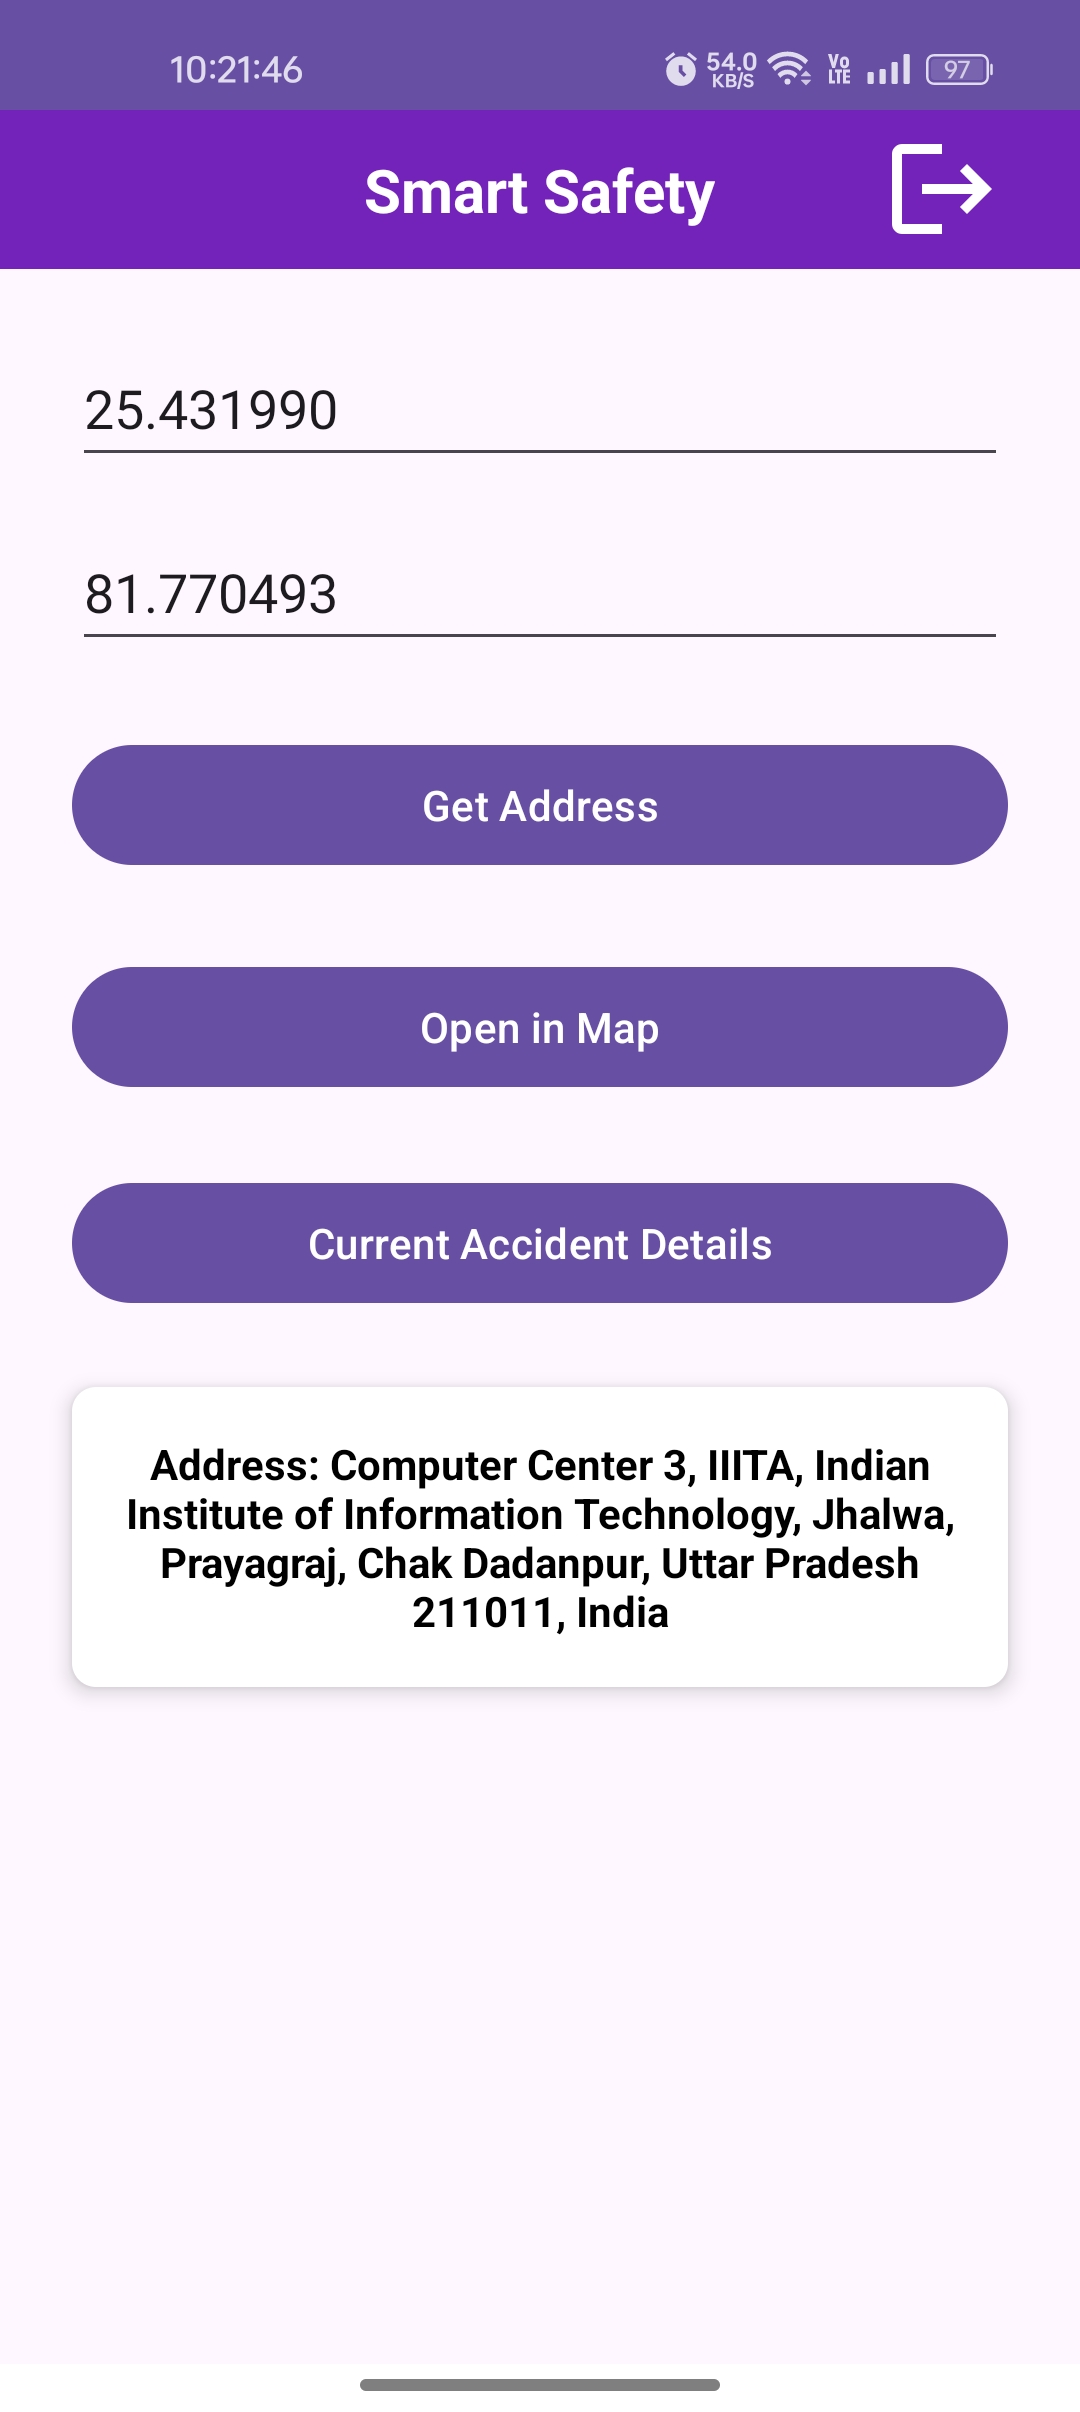 10:21:46
54.0
KB/S
Vo
LTE
97
Smart Safety
25.431990
81.770493
Get Address
Open in Map
Current Accident Details
Address: Computer Center 3, IIITA, Indian
Institute of Information Technology, Jhalwa,
Prayagraj, Chak Dadanpur, Uttar Pradesh
211011, India